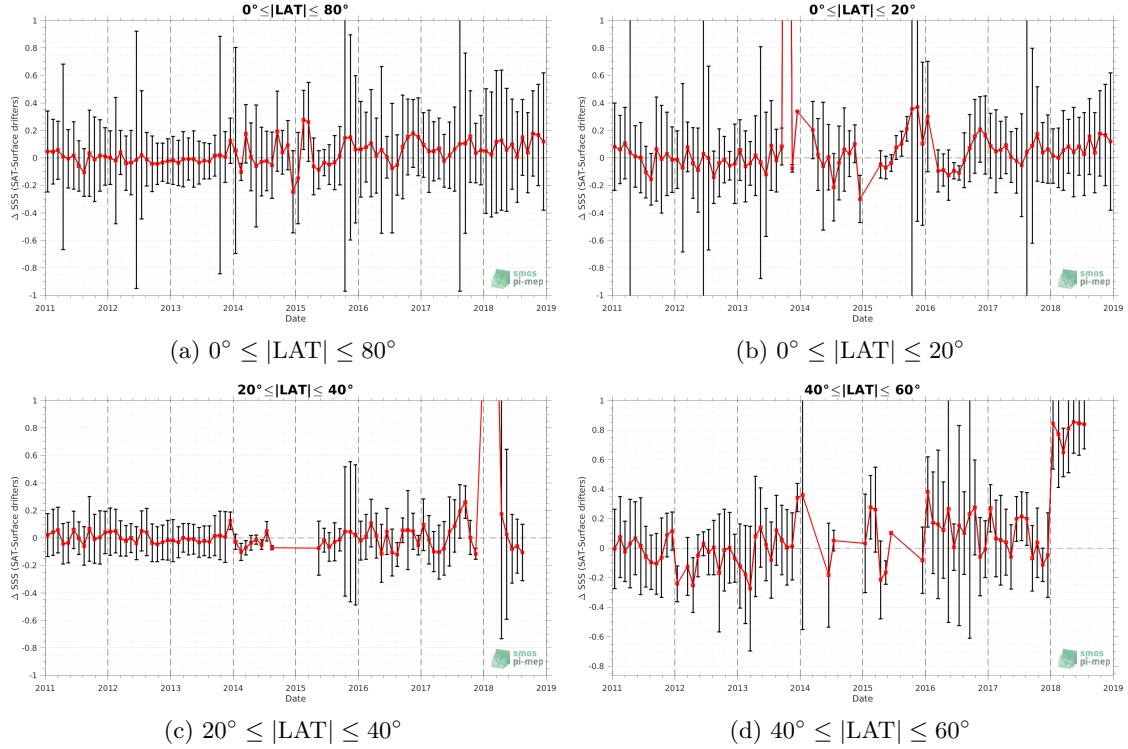 0°≤|LAT|≤ 80°
Δ SSS (SAT-Surface drifters)
1
0.8
0.6
0.4
0.2
0
-0.2
-0.4
-0.6
-0.8
-1
2011 2012 2013 2014 2015 2016 2017 2018 2019
Date
smos
pi-mep
(a) 0° ≤ |LAT| ≤ 80°
0°≤|LAT|≤ 20°
Δ SSS (SAT-Surface drifters)
1
0.8
0.6
0.4
0.2
0
-0.2
-0.4
-0.6
-0.8
-1
2011 2012 2013 2014 2015 2016 2017 2018 2019
Date
smos
pi-mep
(b) 0° ≤ |LAT| ≤ 20°
20°≤|LAT|≤ 40°
Δ SSS (SAT-Surface drifters)
1
0.8
0.6
0.4
0.2
0
-0.2
-0.4
-0.6
-0.8
-1
2011 2012 2013 2014 2015 2016 2017 2018 2019
Date
smos
pi-mep
(c) 20° ≤ |LAT| ≤ 40°
40°≤|LAT|≤ 60°
Δ SSS (SAT-Surface drifters)
1
0.8
0.6
0.4
0.2
0
-0.2
-0.4
-0.6
-0.8
2011 2012 2013 2014 2015 2016 2017 2018 2019
Date
smos
pi-mep
(d) 40° ≤ |LAT| ≤ 60°